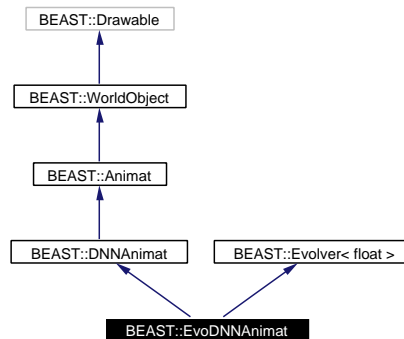 BEAST::Drawable
BEAST::WorldObject
BEAST::Animat
BEAST::DNNAnimat
BEAST::Evolver< float >
BEAST::EvoDNNAnimat